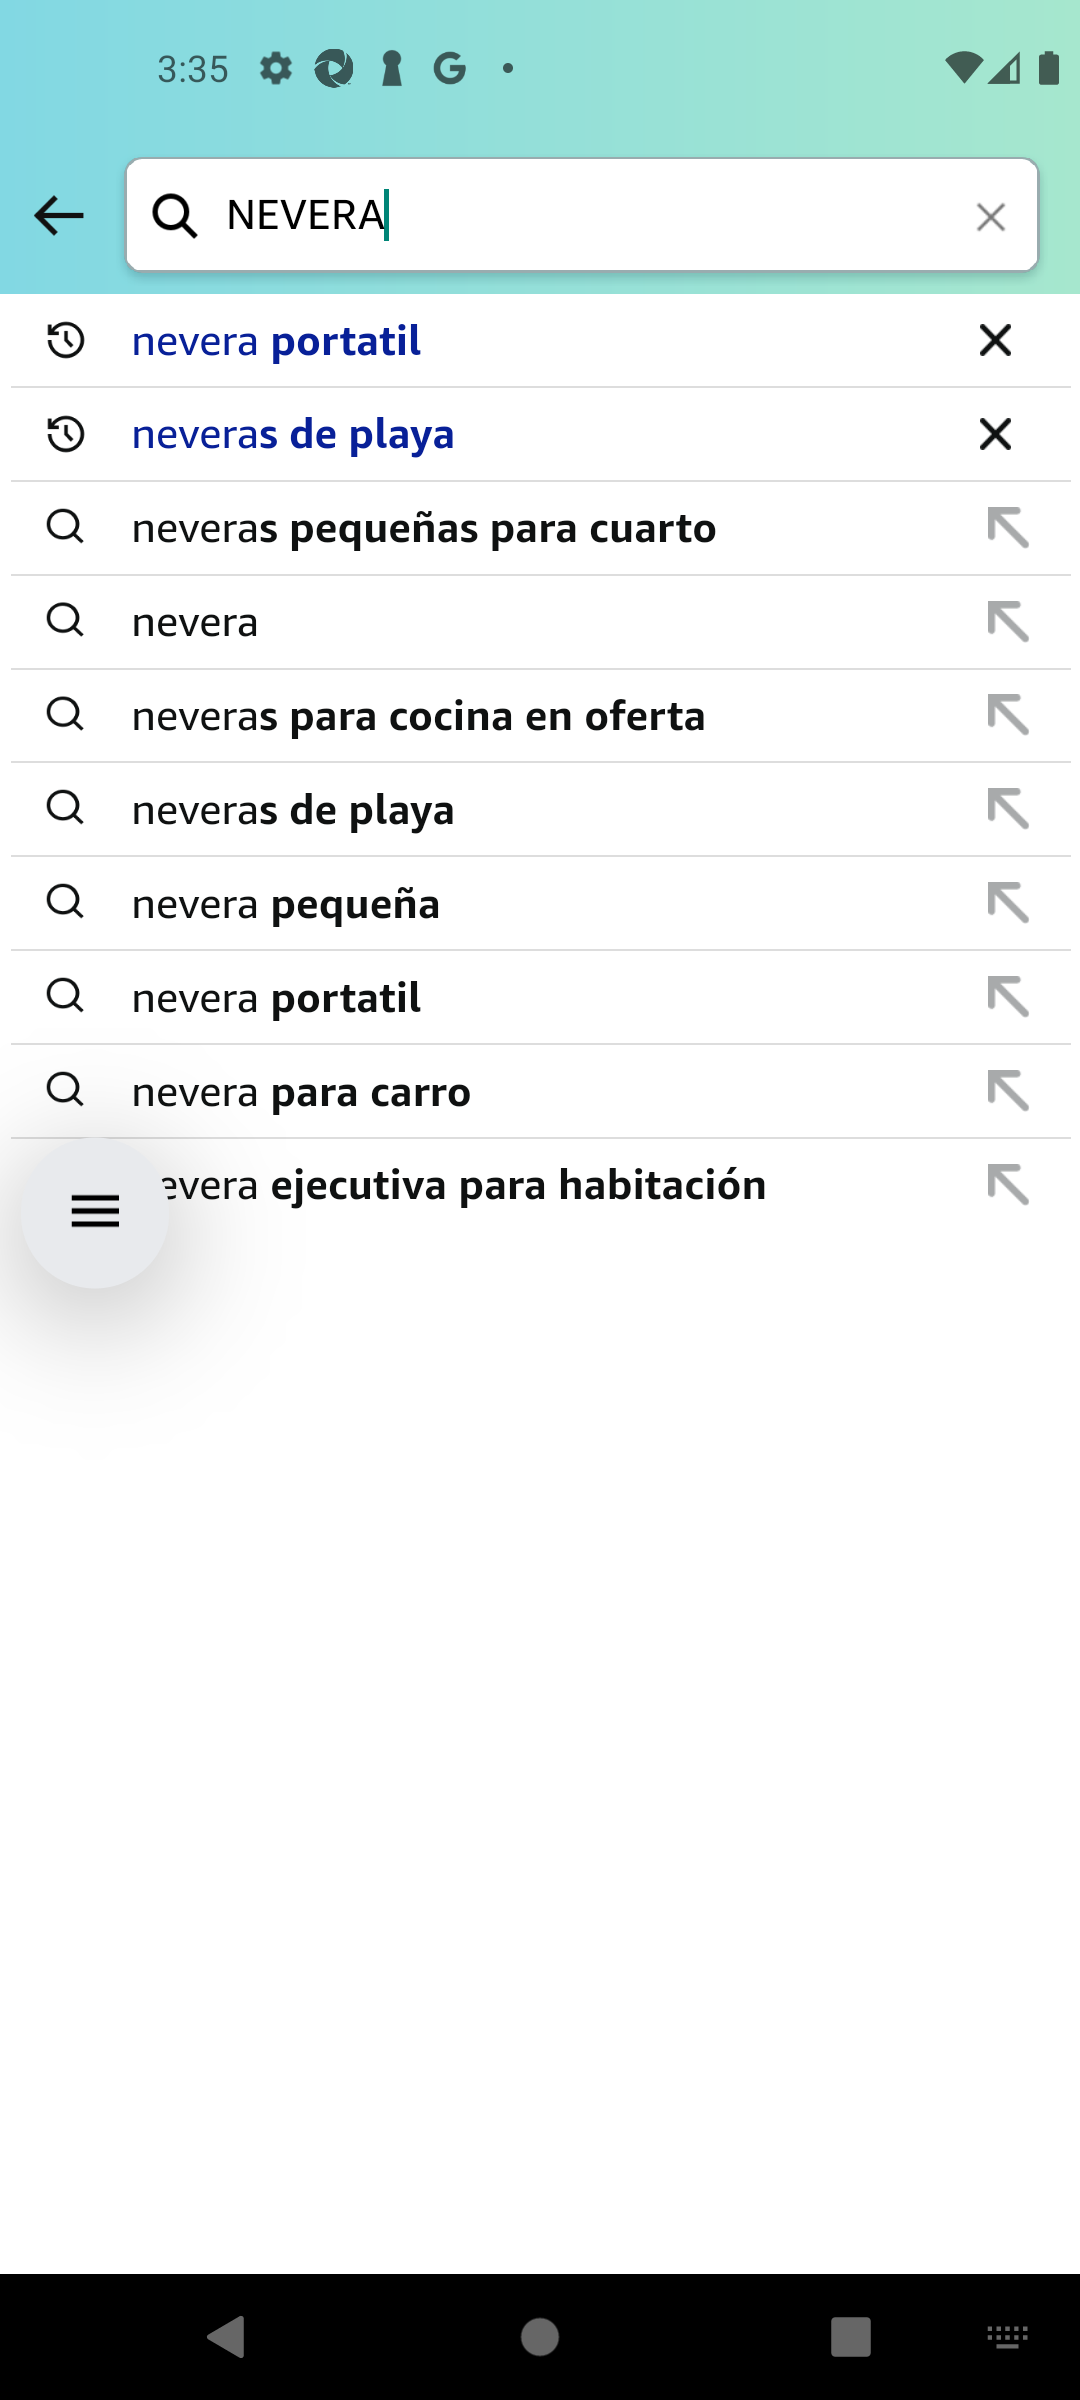 3:35
NEVERA
nevera portatil
neveras de playa
neveras pequeñas para cuarto
nevera
neveras para cocina en oferta
neveras de playa
nevera pequeña
nevera portatil
nevera para carro
evera ejecutiva para habitación